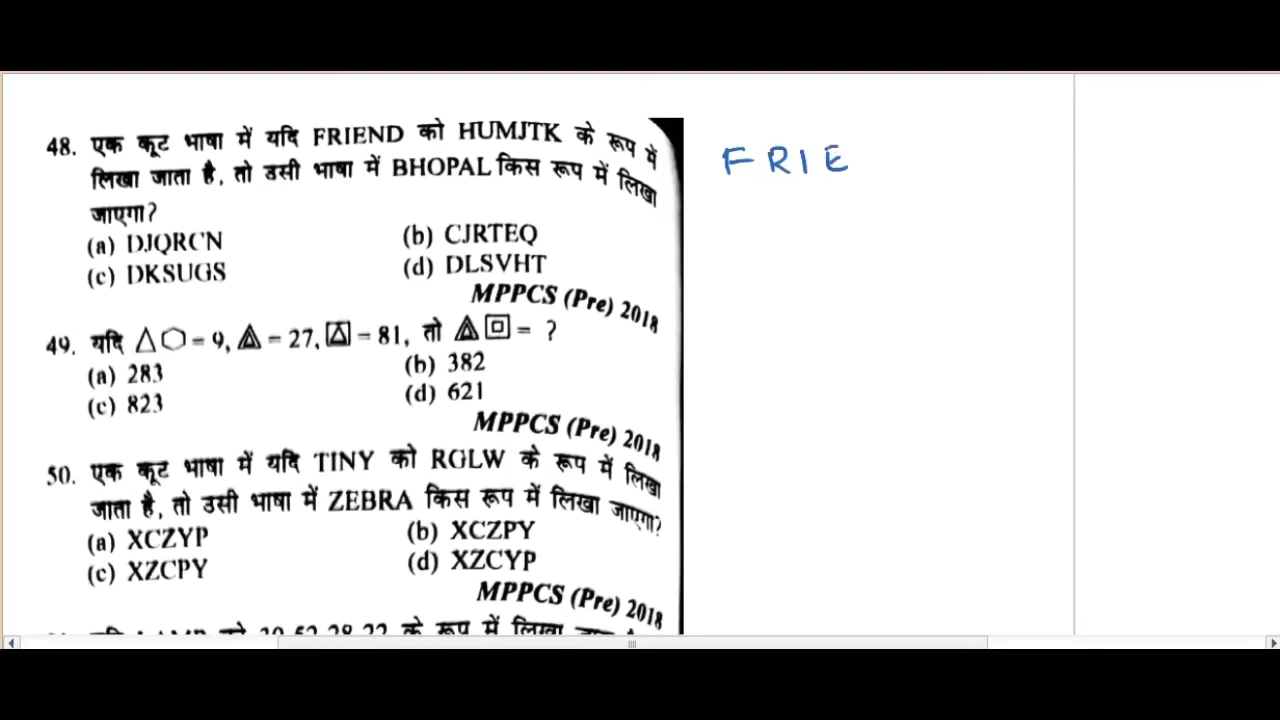 48. एक कूट भाषा में यदि FRIEND को HUMJTK के रूप में
लिखा जाता है, तो उसी भाषा में BHOPAL किस रूप में लिखा
जाएगा?
(a) DJQRCN (b) CJRTEQ
(c) DKSUGS (d) DLSVHT
MPPCS (Pre) 2018
49. यदि △⬡ = 9, = 27, = 81, तो = ?
(a) 283 (b) 382
(c) 823 (d) 621
MPPCS (Pre) 2018
50. एक कूट भाषा में यदि TINY को RGLW के रूप में लिखा
जाता है, तो उसी भाषा में ZEBRA किस रूप में लिखा जाएगा?
(a) XCZYP (b) XCZPY
(c) XZCPY (d) XZCYP
MPPCS (Pre) 2018
को के रूप में
FRIE